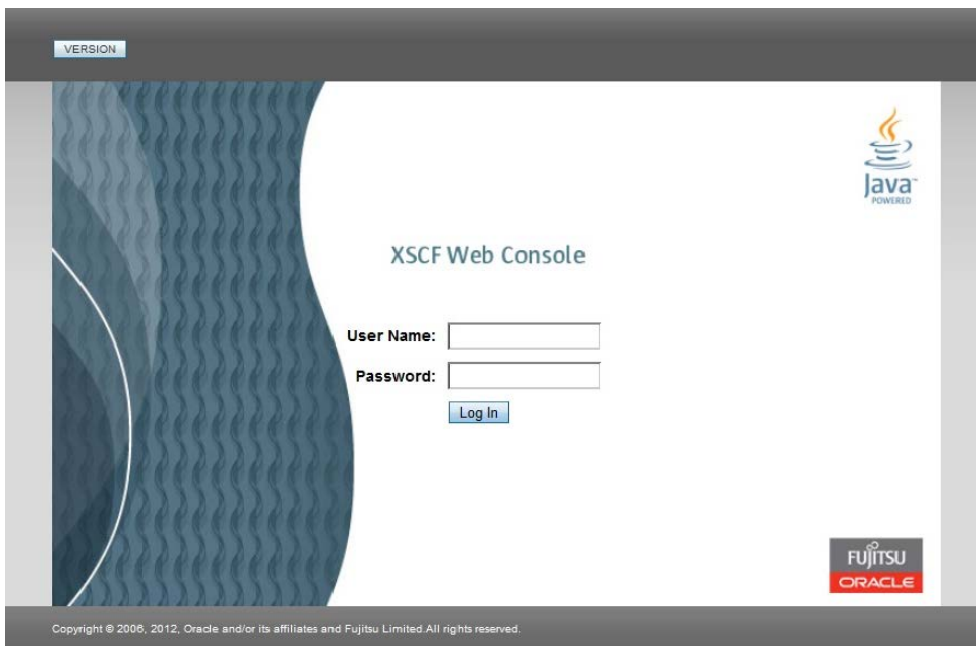 VERSION
Java™
POWERED
XSCF Web Console
User Name:
Password:
Log In
FUJITSU
ORACLE
Copyright © 2006, 2012, Oracle and/or its affiliates and Fujitsu Limited.All rights reserved.